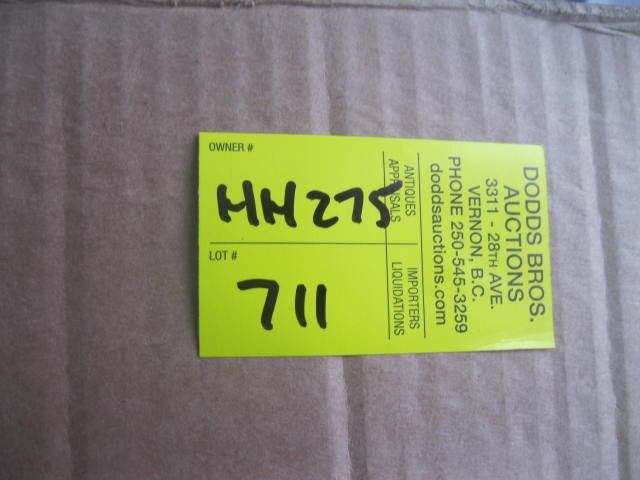 DODDS BROS.
AUCTIONS
3311 - 28TH AVE.
VERNON, B.C.
PHONE 250-545-3259
doddsauctions.com
ANTIQUES
APPRAISALS
IMPORTERS
LIQUIDATIONS
OWNER #
HH275
LOT #
711